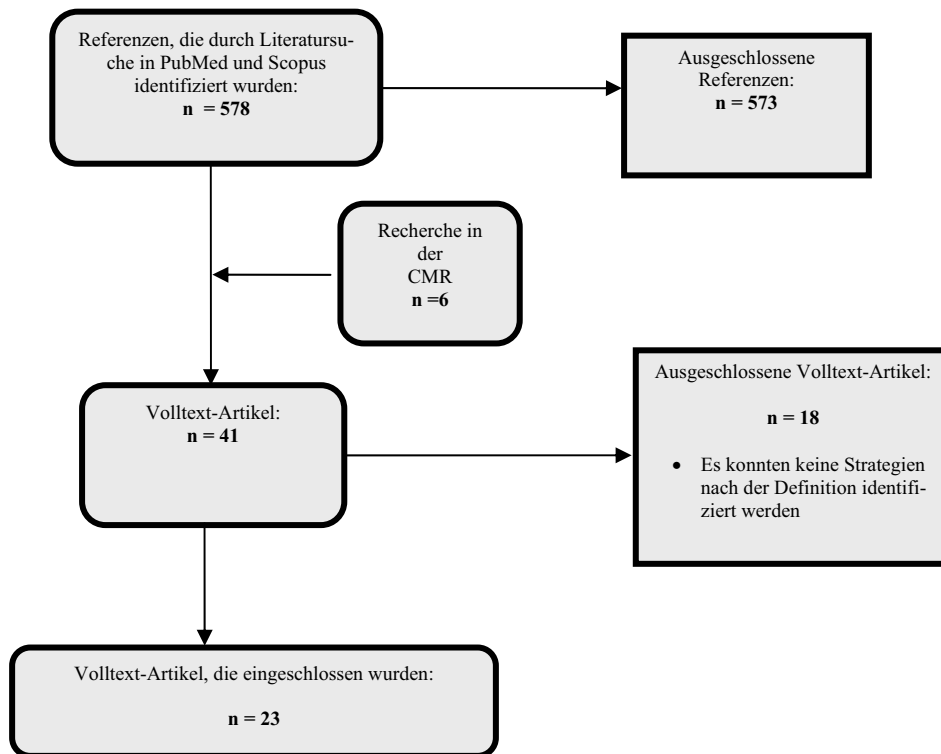 Referenzen, die durch Literatursu-
che in PubMed und Scopus
identifiziert wurden:
n = 578
Ausgeschlossene
Referenzen:
n = 573
Recherche in
der
CMR
n =6
Volltext-Artikel:
n = 41
Ausgeschlossene Volltext-Artikel:
n = 18
• Es konnten keine Strategien
nach der Definition identifi-
ziert werden
Volltext-Artikel, die eingeschlossen wurden:
n = 23